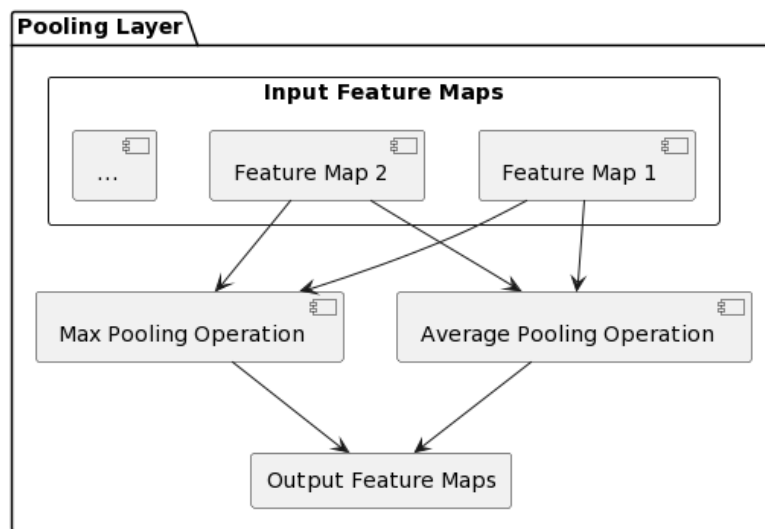 Pooling Layer
Input Feature Maps
...
Feature Map 2
Feature Map 1
Max Pooling Operation
Average Pooling Operation
Output Feature Maps